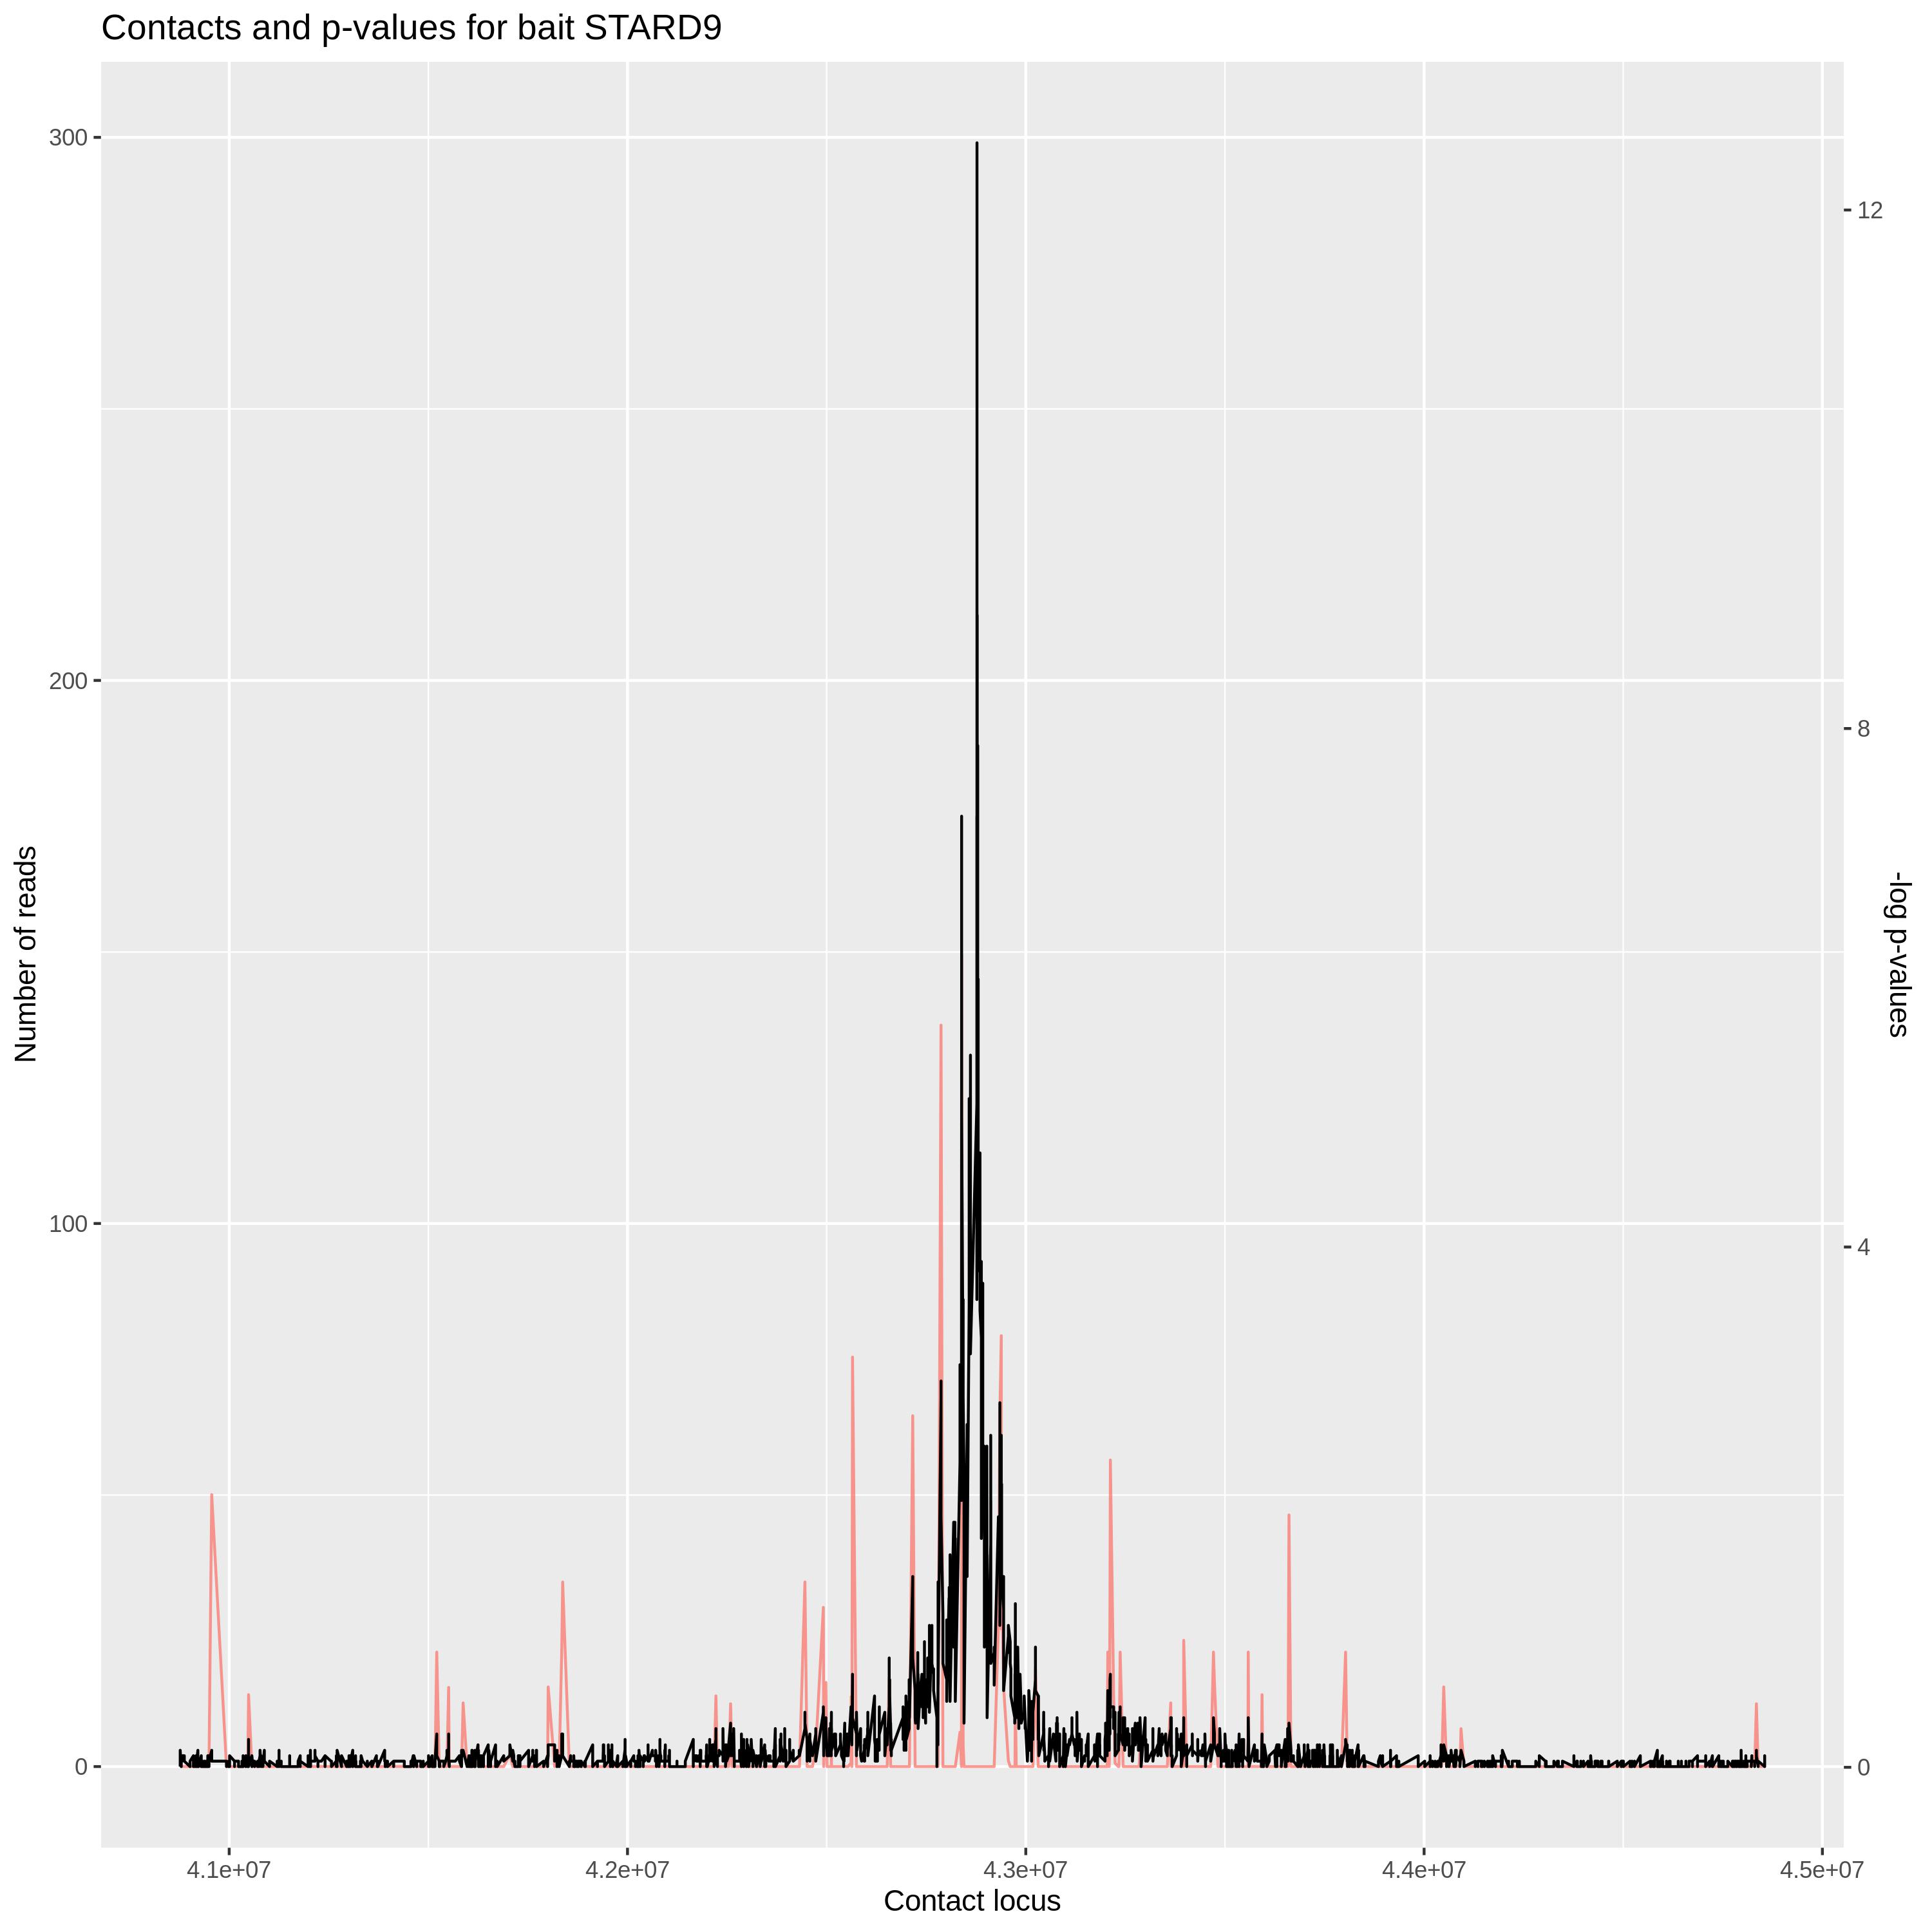 Contacts and p-values for bait STARD9
300
200
100
0
12
8
4
0
Number of reads
-log p-values
4.1e+07
4.2e+07
4.3e+07
4.4e+07
4.5e+07
Contact locus